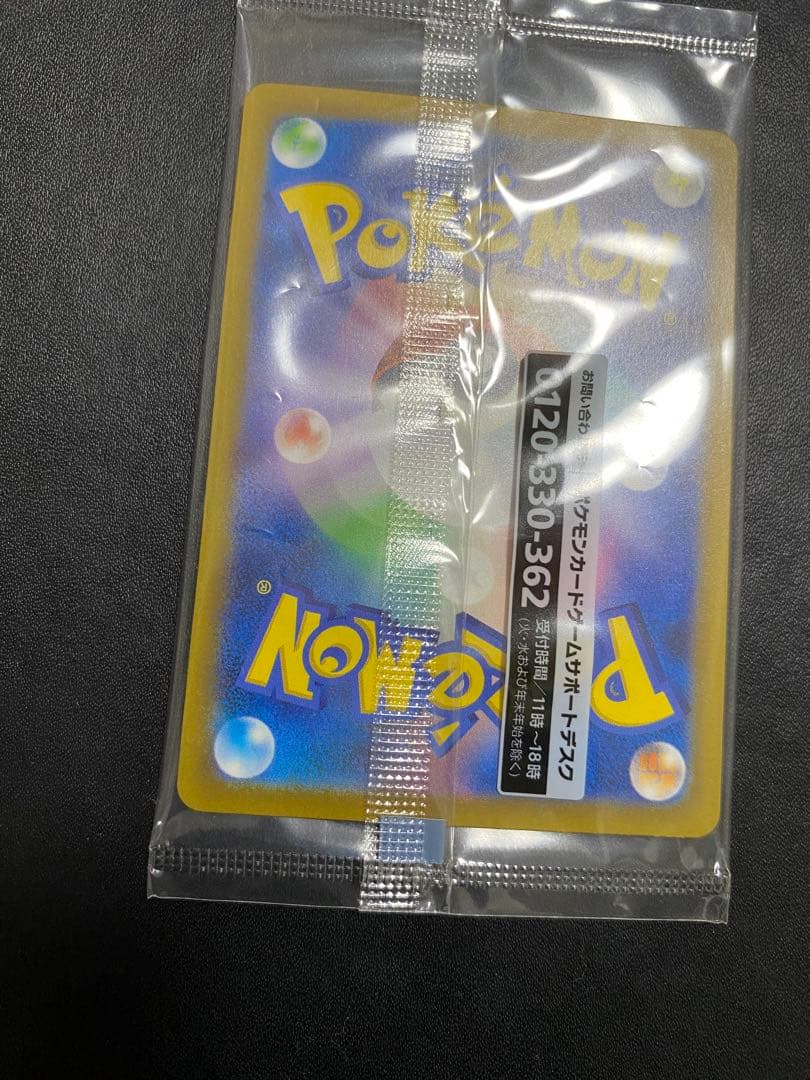 POKéMON
®
お問い合わ
ポケモンカードゲームサポートデスク
0120-330-362
受付時間/11時〜18時
(火・水および年末年始を除く)
POKéMON
®